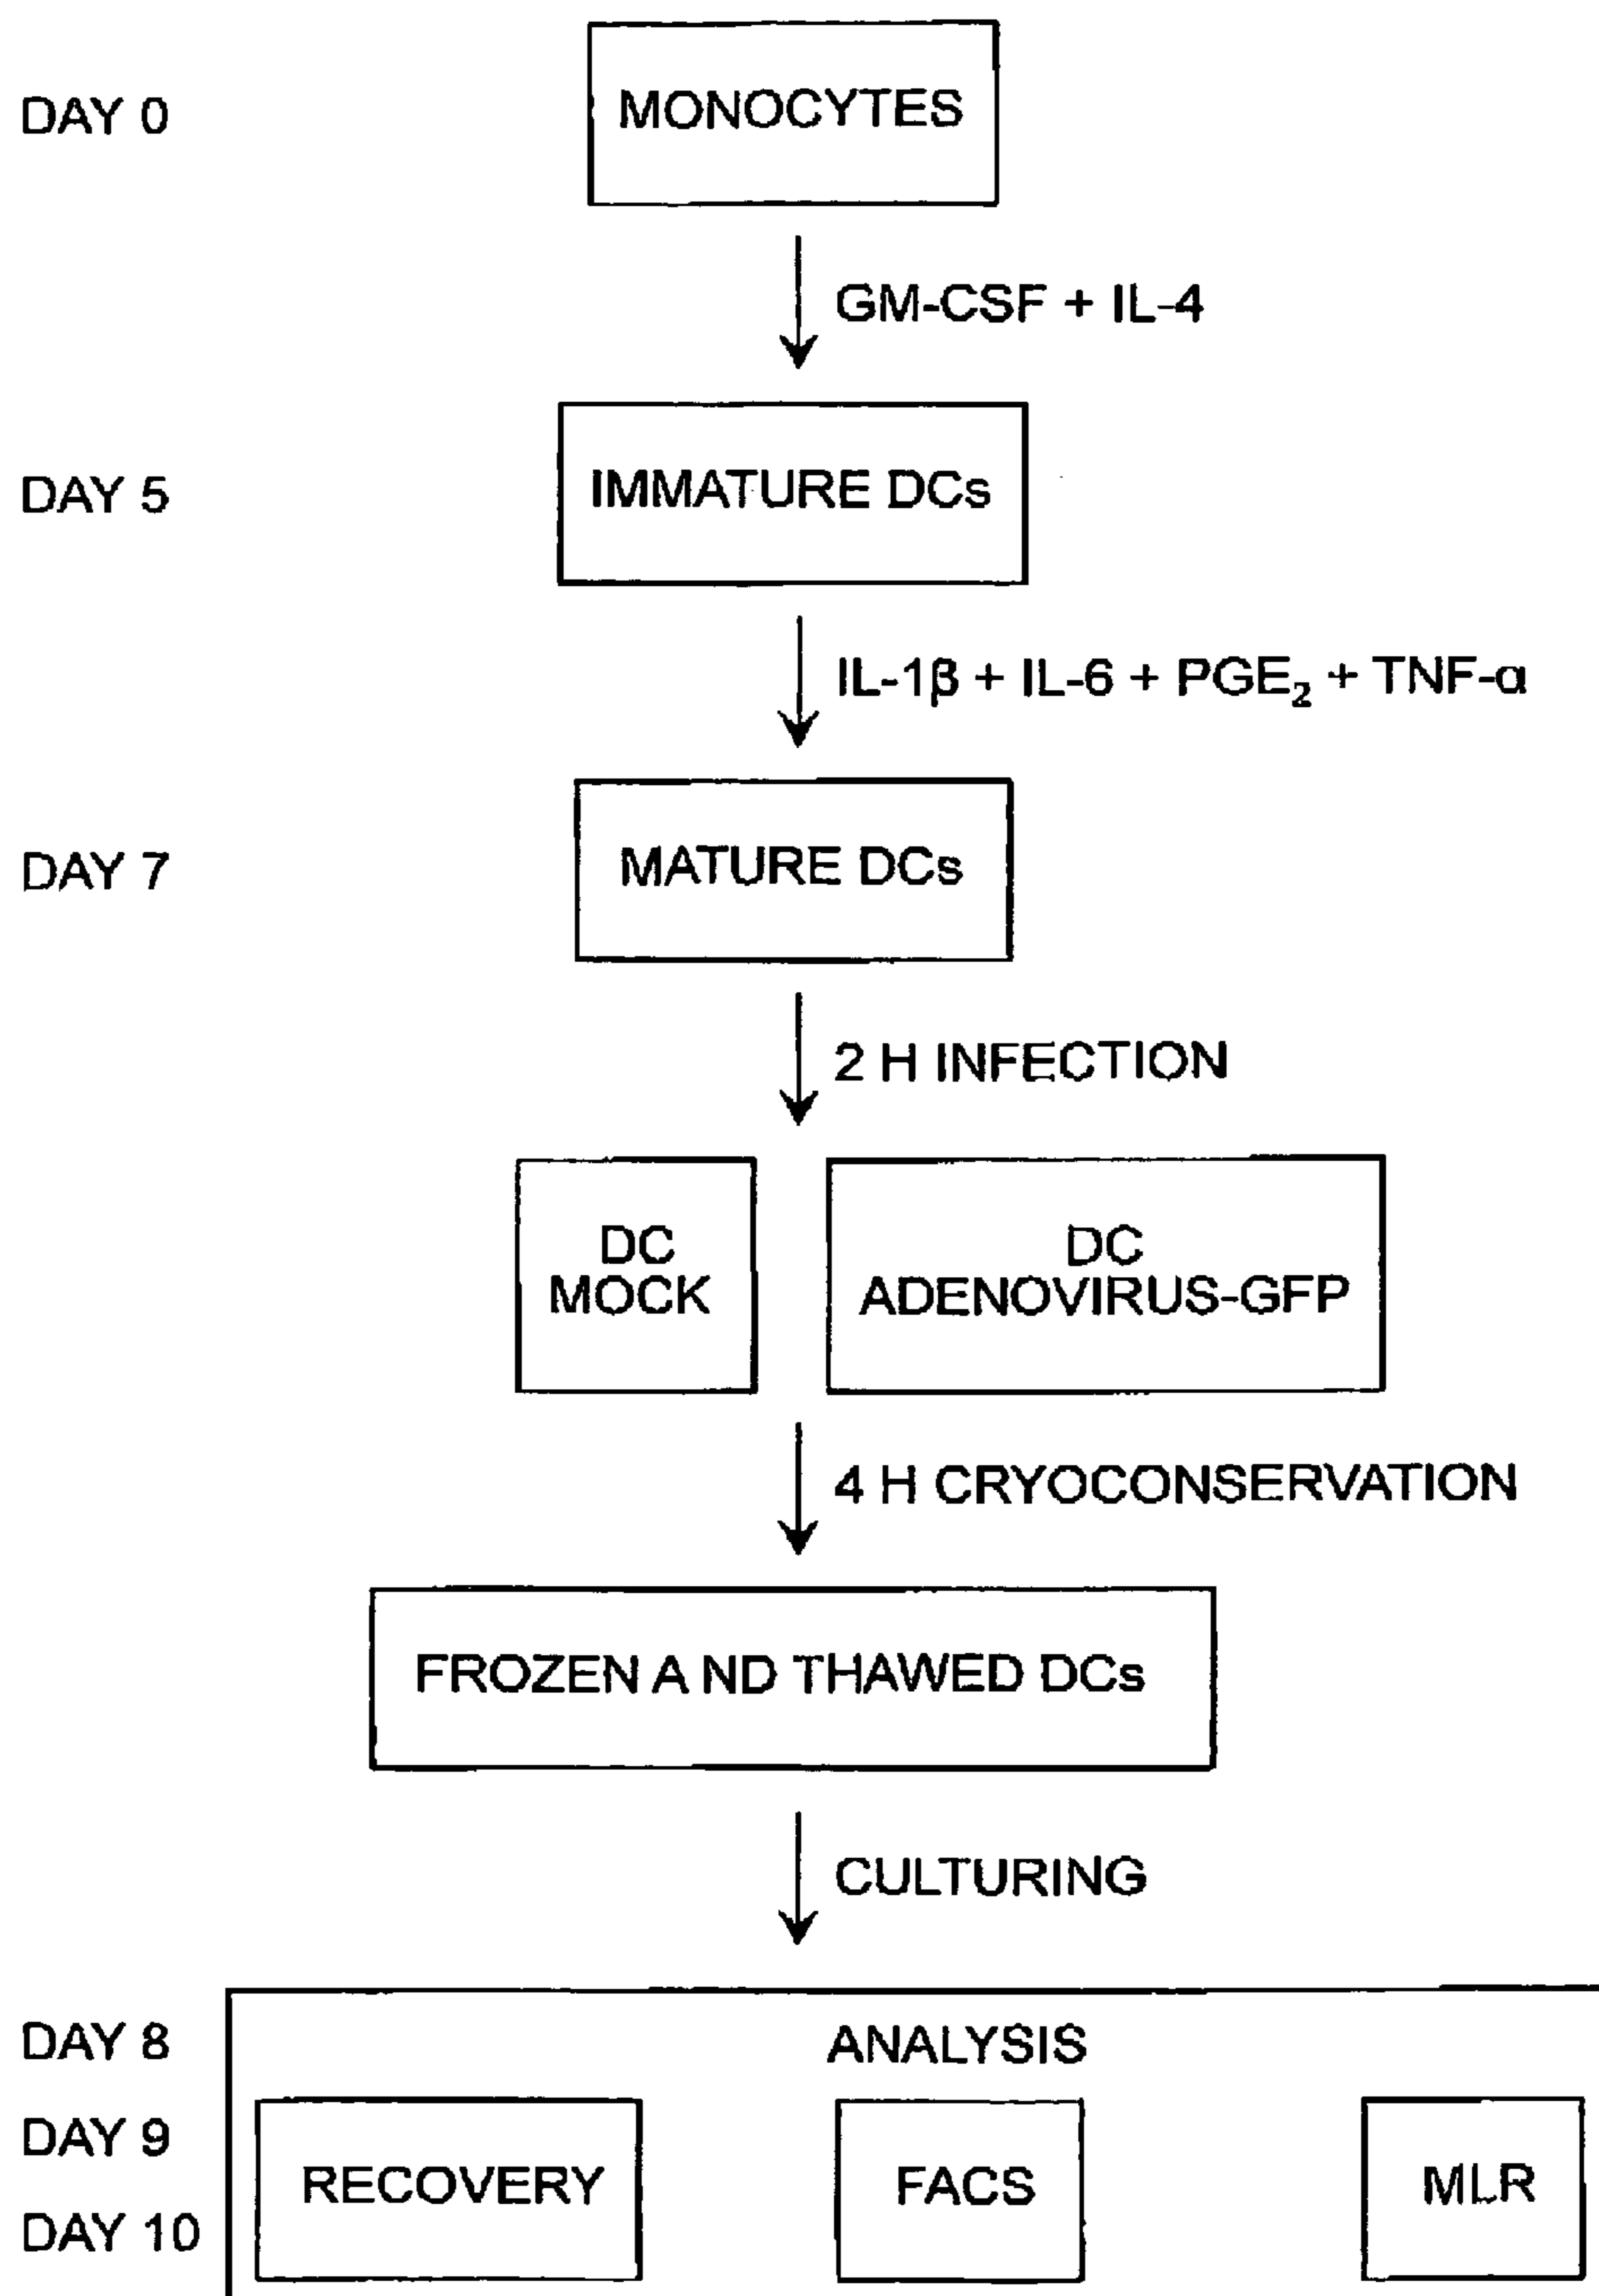 DAY 0
MONOCYTES
GM-CSF + IL-4
DAY 5
IMMATURE DCs
IL-1β + IL-6 + PGE₂ + TNF-α
DAY 7
MATURE DCs
2 H INFECTION
DC
MOCK
DC
ADENOVIRUS-GFP
4 H CRYOCONSERVATION
FROZEN A ND THAWED DCs
CULTURING
DAY 8
ANALYSIS
DAY 9
RECOVERY
FACS
MLR
DAY 10